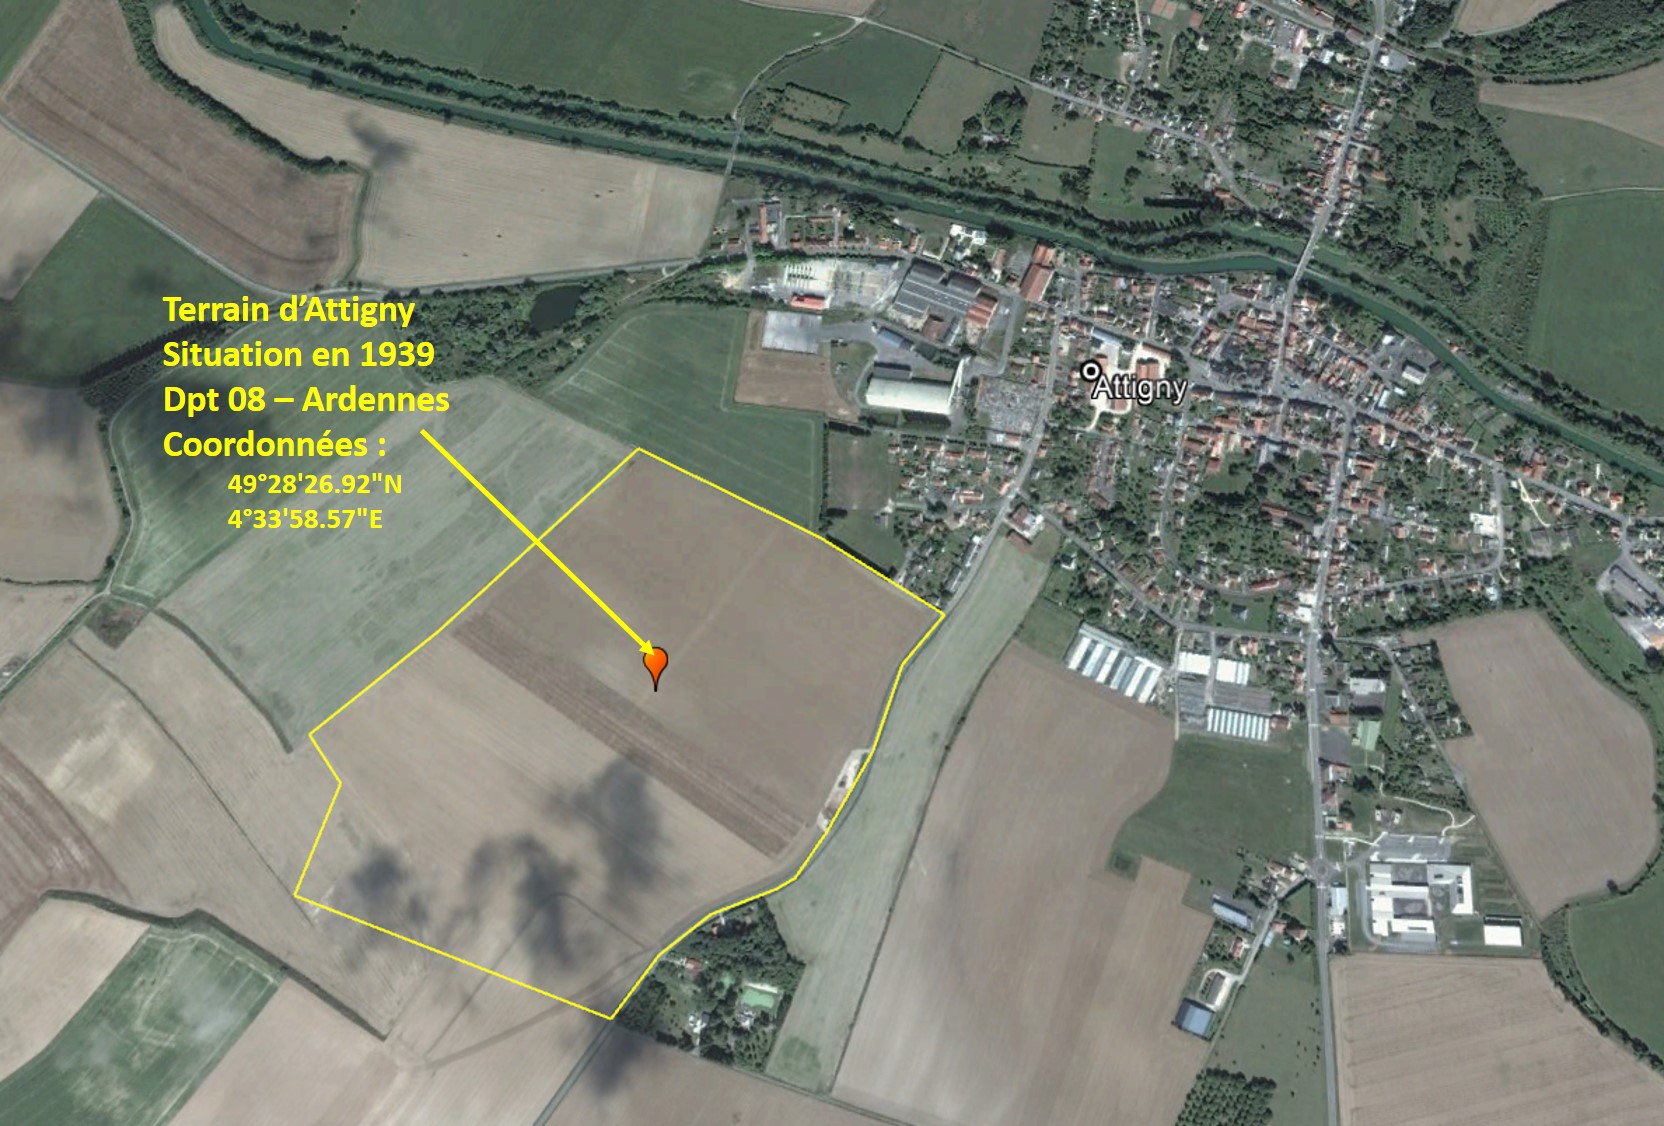 Terrain d’Attigny
Situation en 1939
Dpt 08 – Ardennes
Coordonnées :
49°28'26.92"N
4°33'58.57"E
Attigny